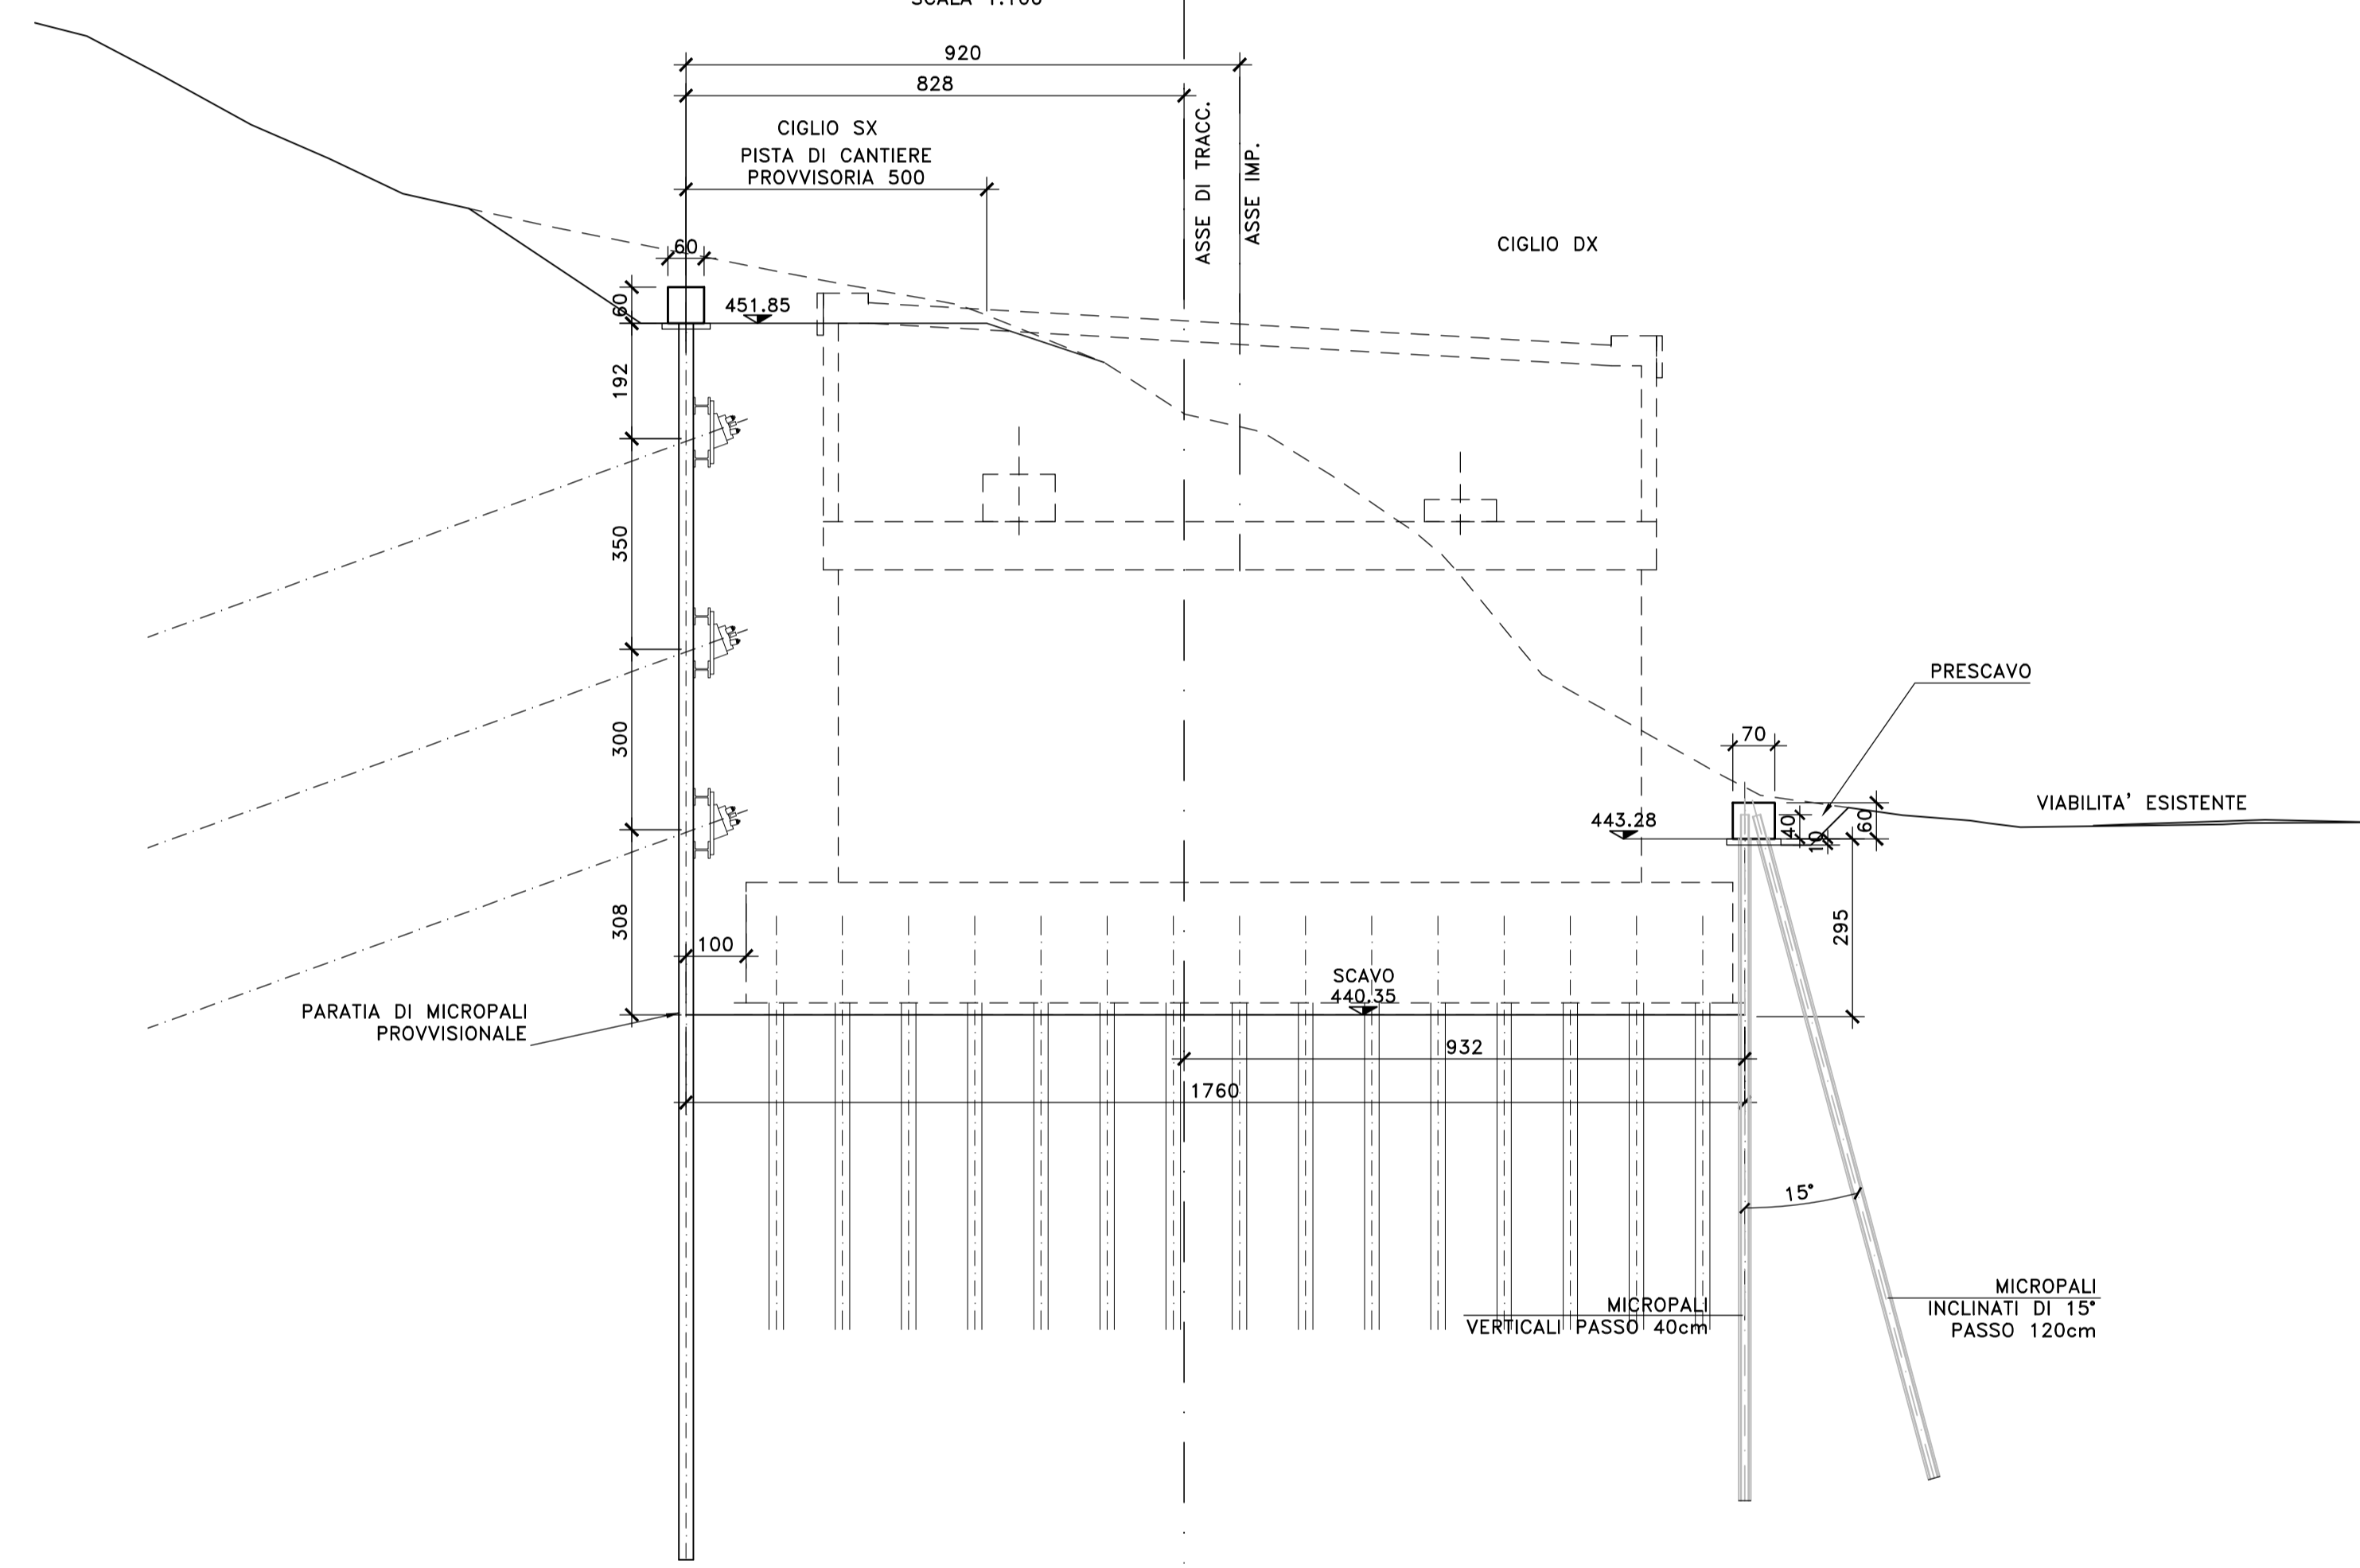 920
828
CIGLIO SX
PISTA DI CANTIERE
PROVVISORIA 500
ASSE DI TRACC.
ASSE IMP.
CIGLIO DX
60
60
451.85
192
350
300
308
PRESCAVO
70
VIABILITA' ESISTENTE
443.28
40
10
60
295
100
SCAVO
440.35
PARATIA DI MICROPALI
PROVVISIONALE
932
1760
15°
MICROPALI
VERTICALI PASSO 40cm
MICROPALI
INCLINATI DI 15°
PASSO 120cm